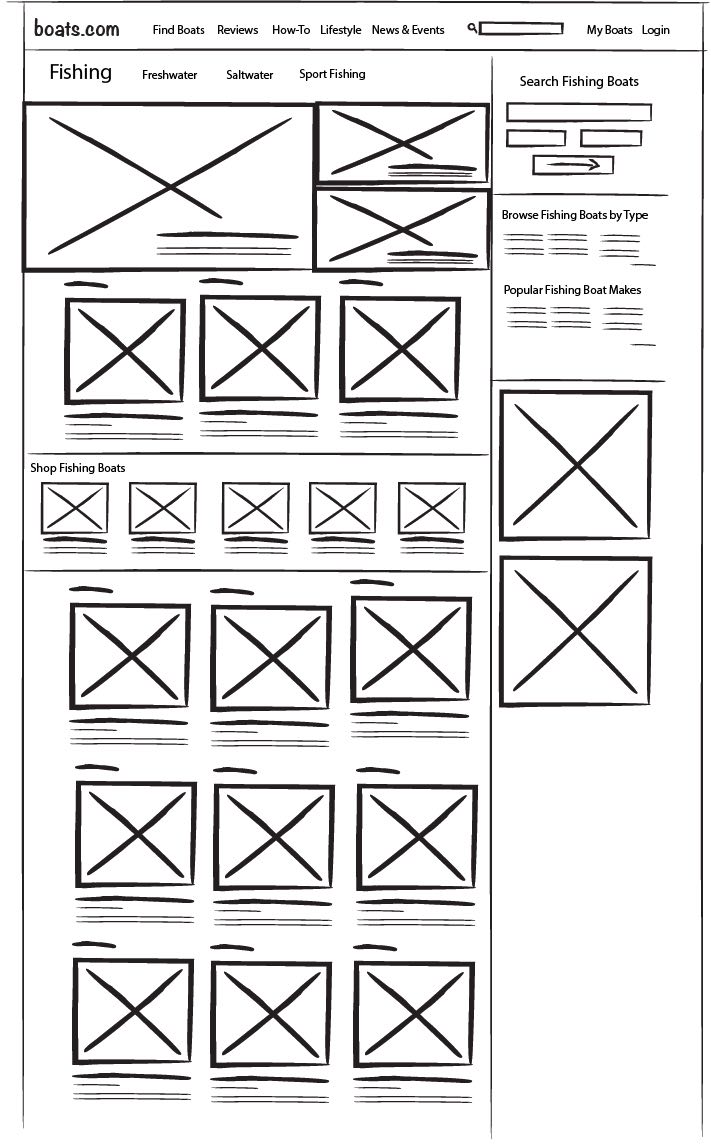 boats.com Find Boats Reviews How-To Lifestyle News & Events My Boats Login
Fishing Freshwater Saltwater Sport Fishing
Search Fishing Boats
Browse Fishing Boats by Type
Popular Fishing Boat Makes
Shop Fishing Boats